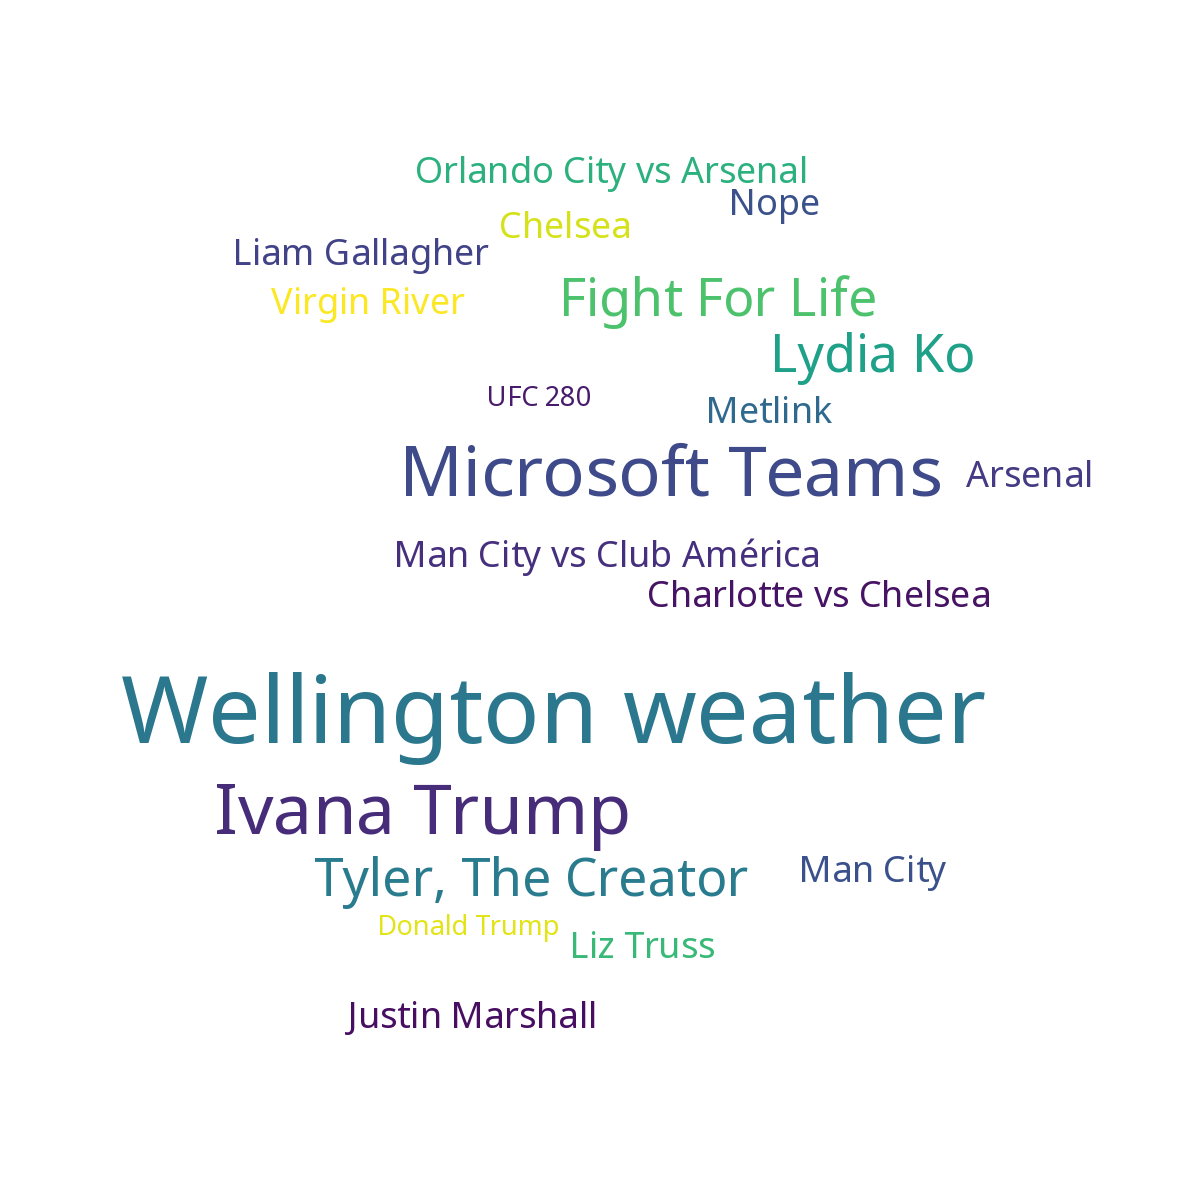 Orlando City vs Arsenal
Nope
Chelsea
Liam Gallagher
Virgin River
Fight For Life
Lydia Ko
UFC 280
Metlink
Microsoft Teams
Arsenal
Man City vs Club América
Charlotte vs Chelsea
Wellington weather
Ivana Trump
Tyler, The Creator
Man City
Donald Trump
Liz Truss
Justin Marshall